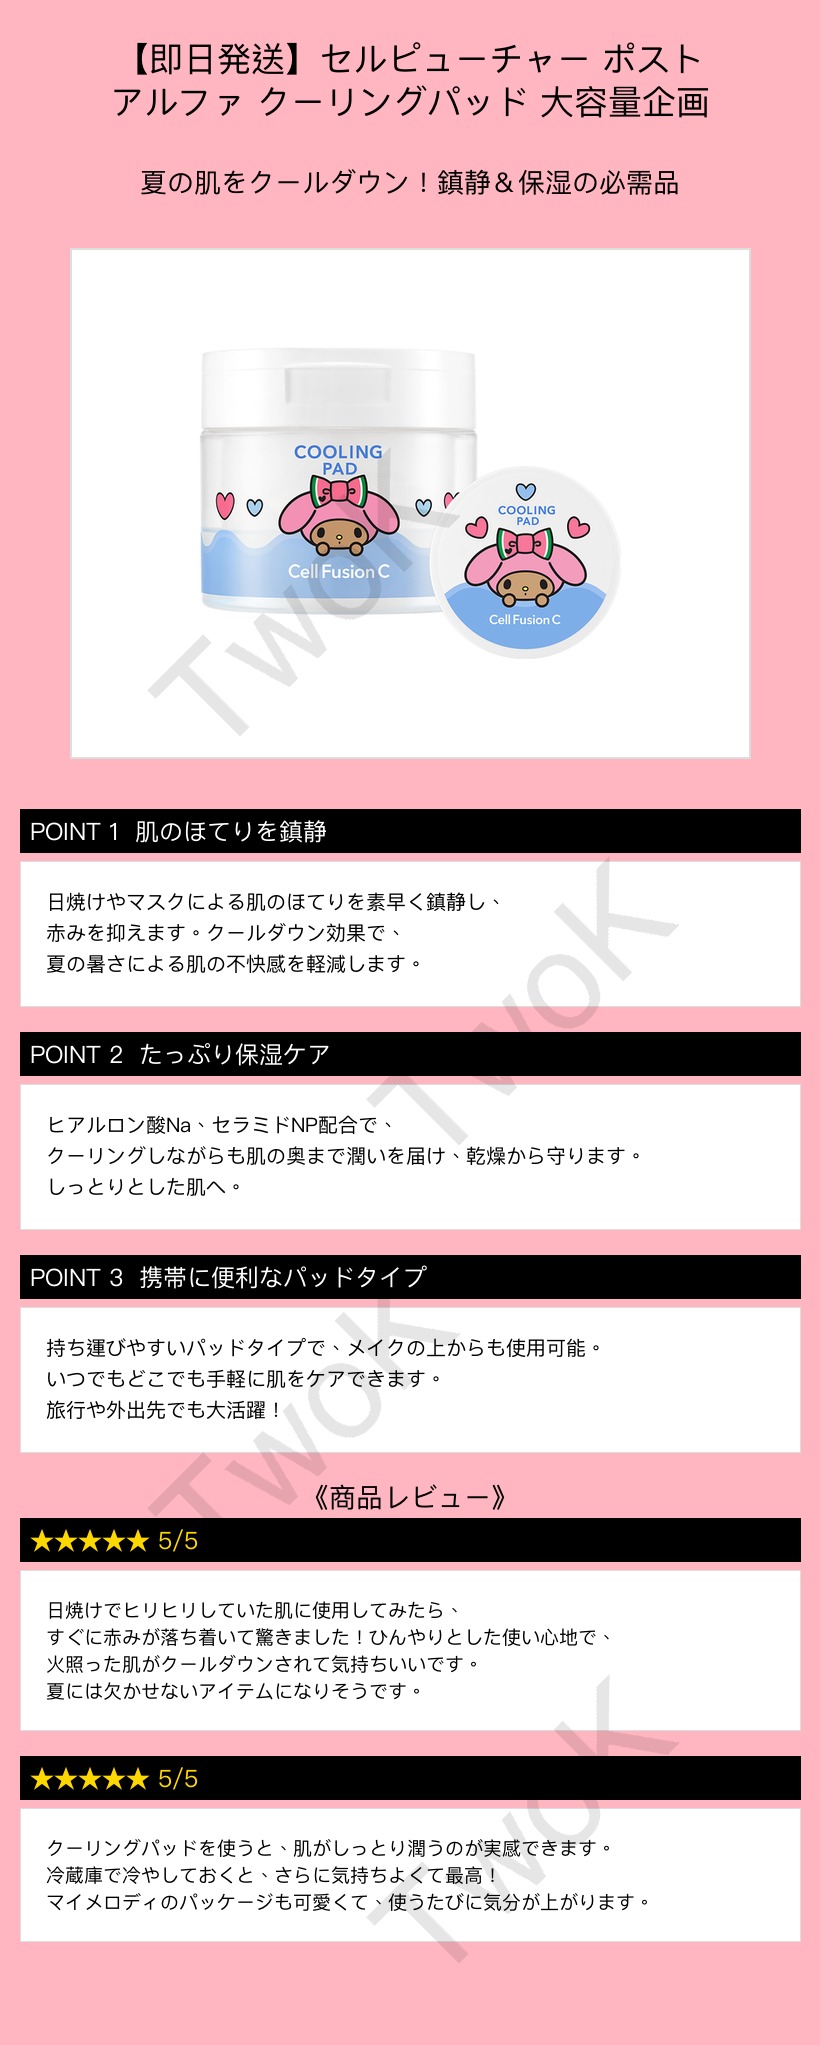 【即日発送】セルピューチャー ポスト
アルファ クーリングパッド 大容量企画
夏の肌をクールダウン！鎮静＆保湿の必需品
COOLING
PAD
Cell Fusion C
COOLING
PAD
Cell Fusion C
TwoK
POINT 1 肌のほてりを鎮静
日焼けやマスクによる肌のほてりを素早く鎮静し、
赤みを抑えます。クールダウン効果で、
夏の暑さによる肌の不快感を軽減します。
TwoK
POINT 2 たっぷり保湿ケア
ヒアルロン酸Na、セラミドNP配合で、
クーリングしながらも肌の奥まで潤いを届け、乾燥から守ります。
しっとりとした肌へ。
POINT 3 携帯に便利なパッドタイプ
持ち運びやすいパッドタイプで、メイクの上からも使用可能。
いつでもどこでも手軽に肌をケアできます。
旅行や外出先でも大活躍！
TwoK
《商品レビュー》
★★★★★ 5/5
日焼けでヒリヒリしていた肌に使用してみたら、
すぐに赤みが落ち着いて驚きました！ひんやりとした使い心地で、
火照った肌がクールダウンされて気持ちいいです。
夏には欠かせないアイテムになりそうです。
★★★★★ 5/5
クーリングパッドを使うと、肌がしっとり潤うのが実感できます。
冷蔵庫で冷やしておくと、さらに気持ちよくて最高！
マイメロディのパッケージも可愛くて、使うたびに気分が上がります。
TwoK